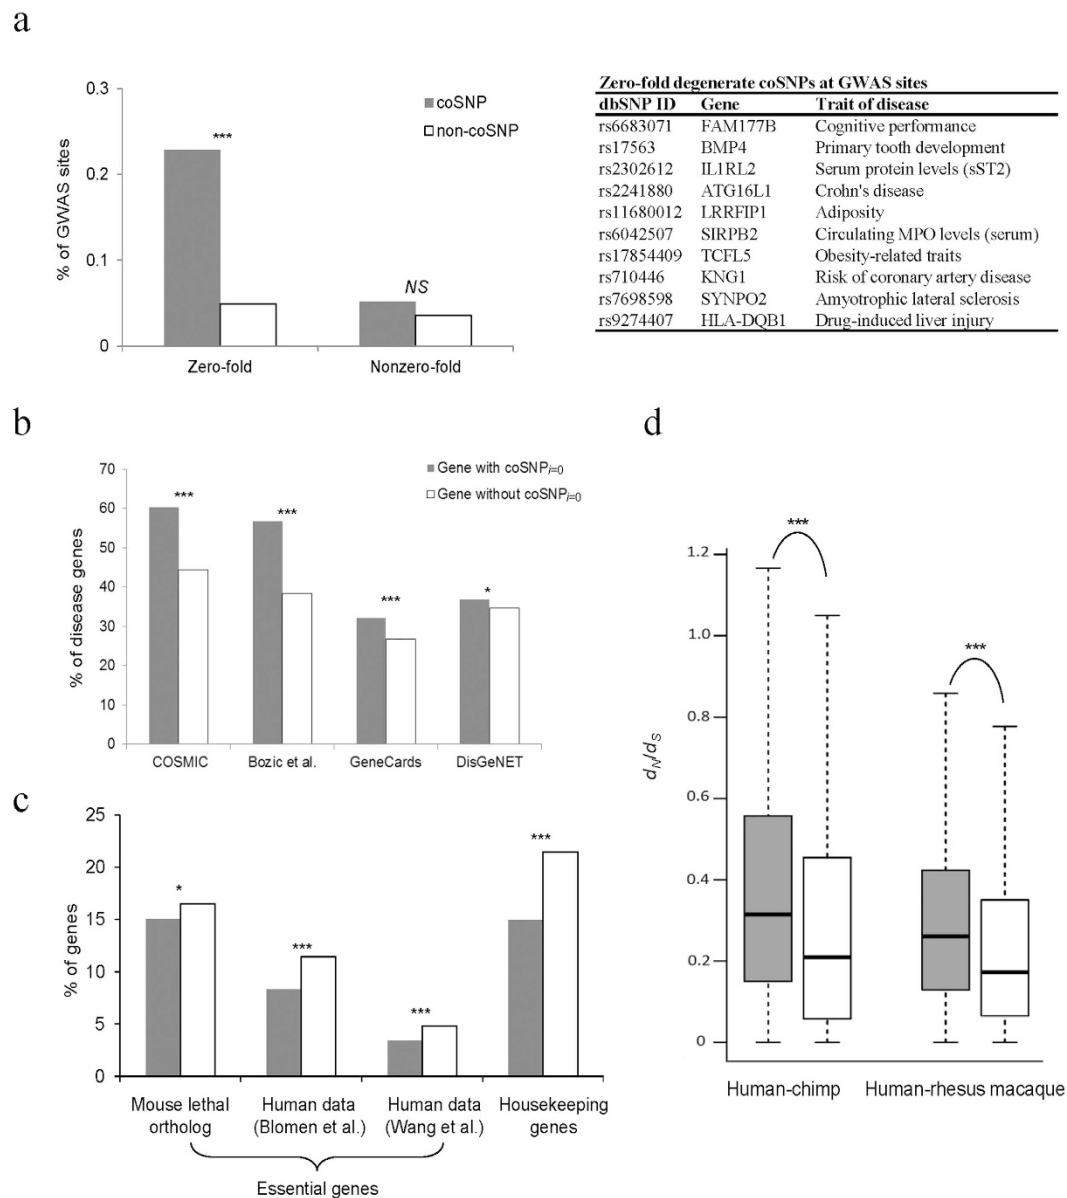 a
0.3
0.2
0.1
0
% of GWAS sites
coSNP
non-coSNP
***
NS
Zero-fold
Nonzero-fold
Zero-fold degenerate coSNPs at GWAS sites
dbSNP ID Gene Trait of disease
rs6683071 FAM177B Cognitive performance
rs17563 BMP4 Primary tooth development
rs2302612 IL1RL2 Serum protein levels (sST2)
rs2241880 ATG16L1 Crohn's disease
rs11680012 LRRFIP1 Adiposity
rs6042507 SIRPB2 Circulating MPO levels (serum)
rs17854409 TCFL5 Obesity-related traits
rs710446 KNG1 Risk of coronary artery disease
rs7698598 SYNPO2 Amyotrophic lateral sclerosis
rs9274407 HLA-DQB1 Drug-induced liver injury
b
70
60
50
40
30
20
10
0
% of disease genes
Gene with coSNPi=0
Gene without coSNPi=0
***
***
***
*
COSMIC
Bozic et al.
GeneCards
DisGeNET
c
25
20
15
10
5
0
% of genes
*
***
***
***
Mouse lethal
ortholog
Human data
(Blomen et al.)
Human data
(Wang et al.)
Housekeeping
genes
Essential genes
d
1.2
1.0
0.8
0.6
0.4
0.2
0
dN/dS
***
***
Human-chimp
Human-rhesus macaque